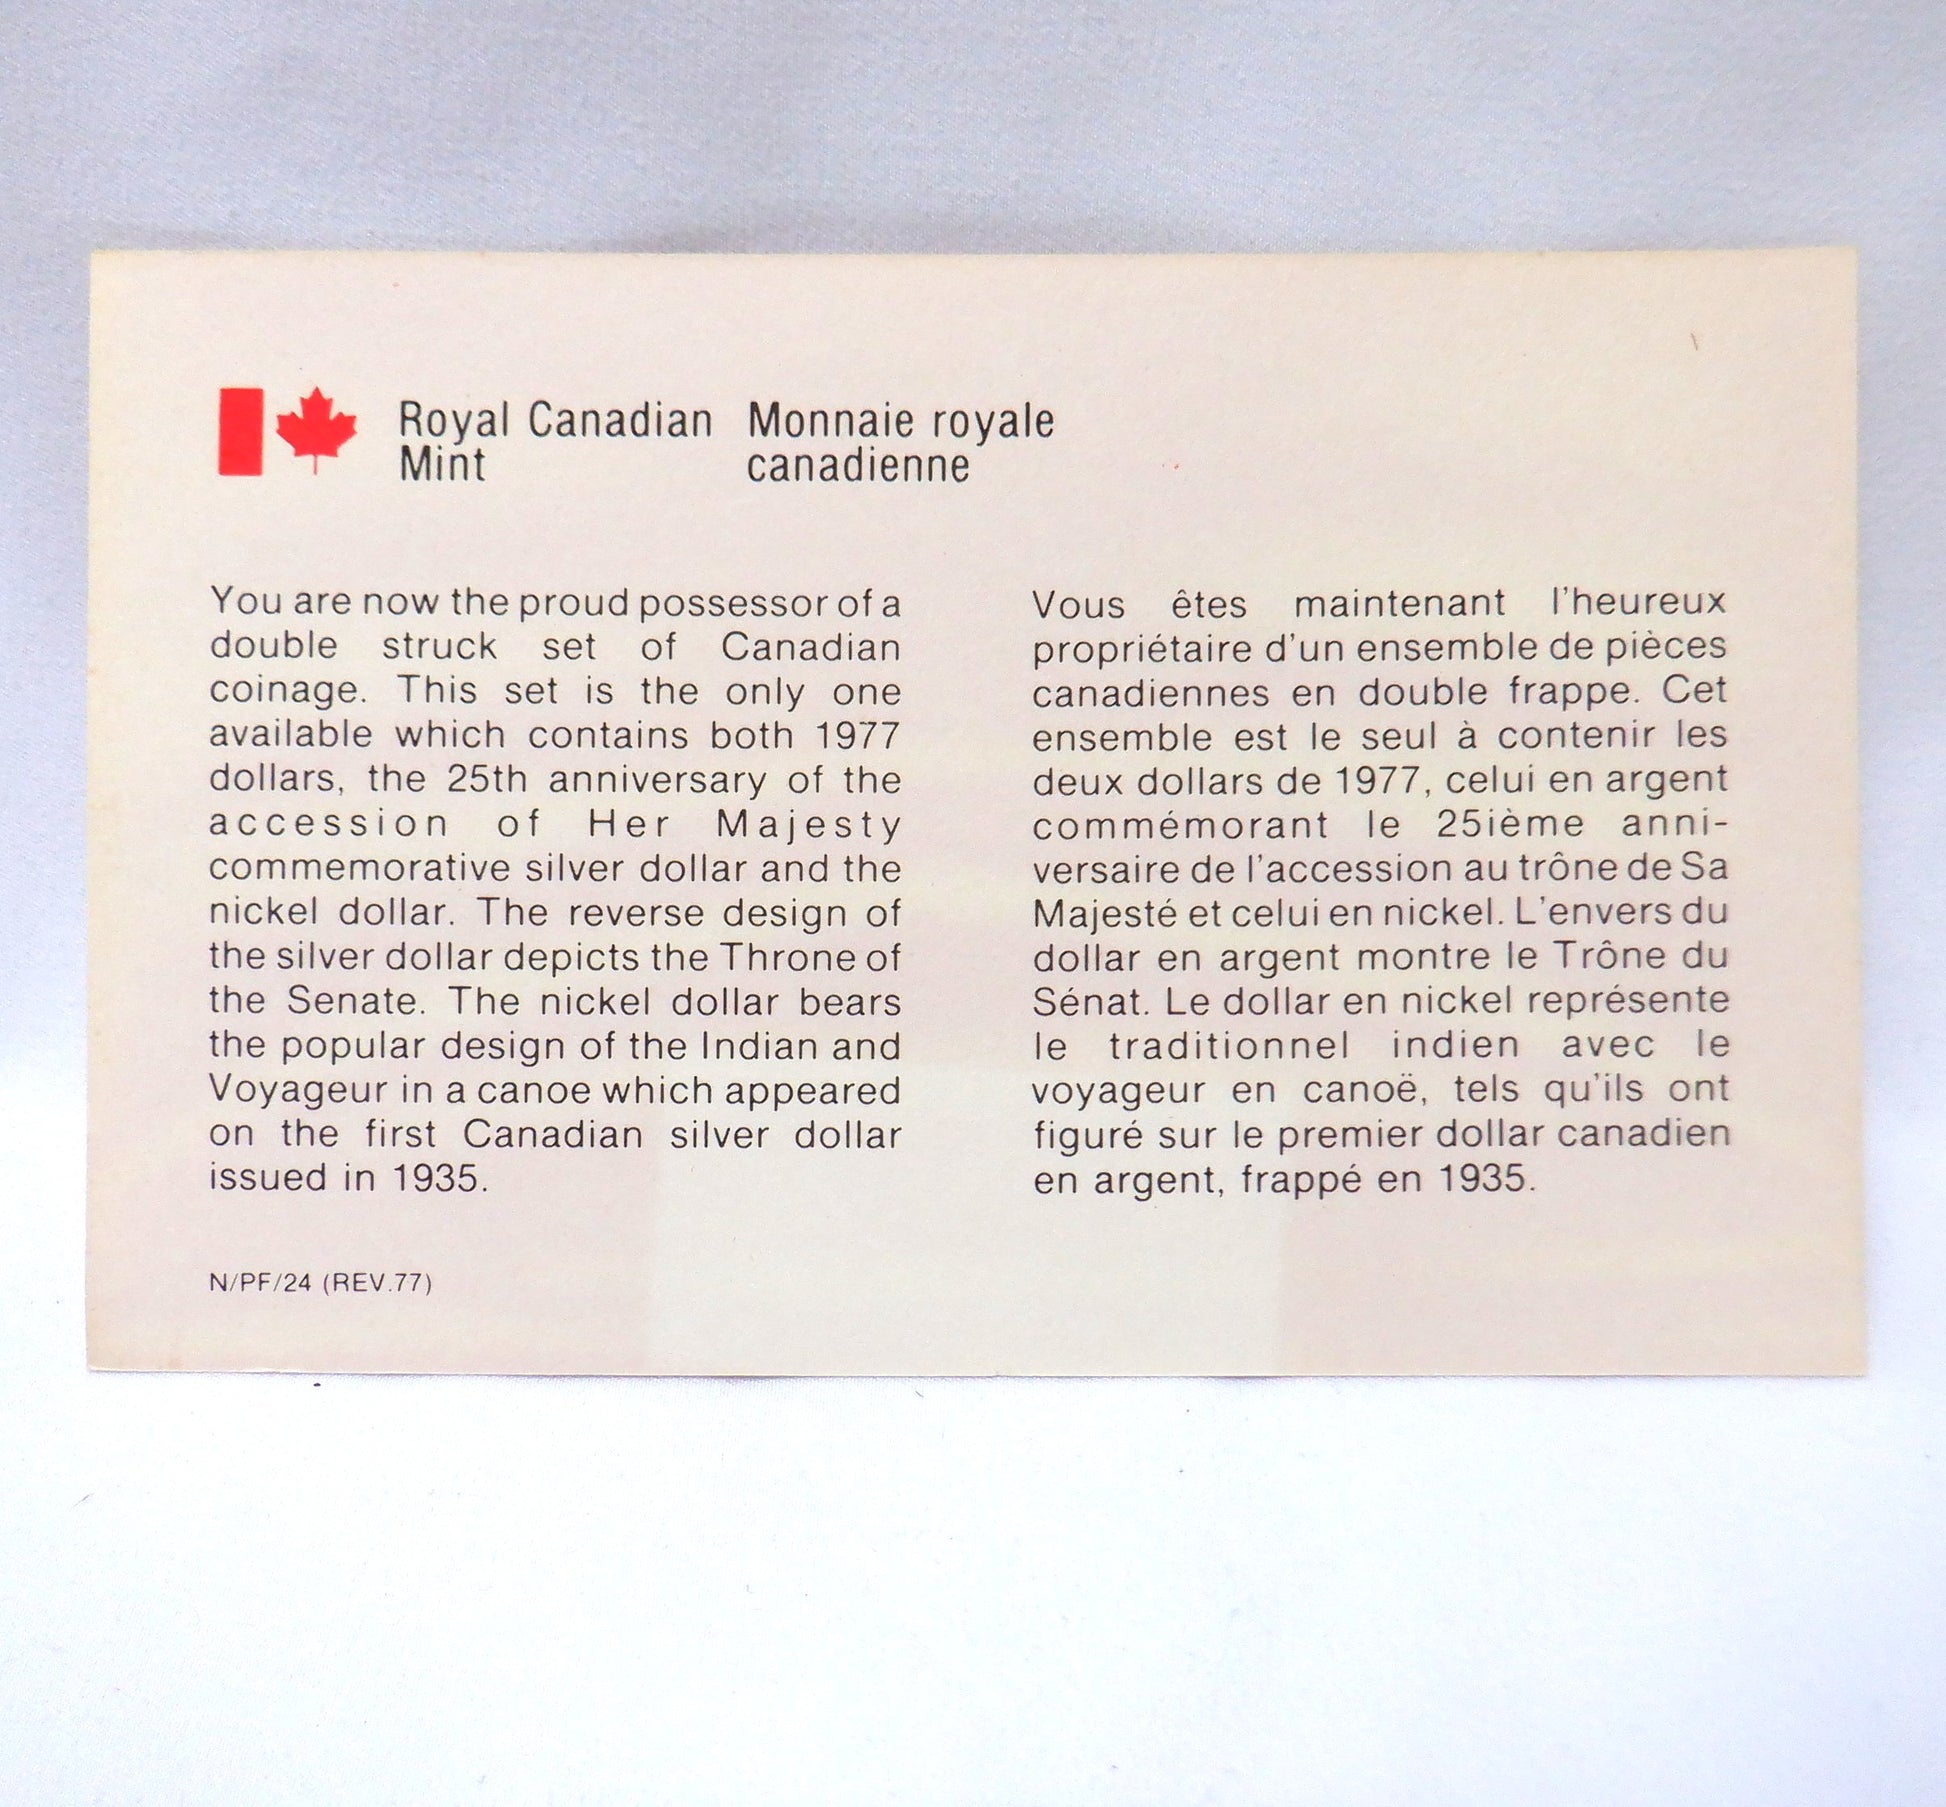 Royal Canadian
Mint
Monnaie royale
canadienne
You are now the proud possessor of a
double struck set of Canadian
coinage. This set is the only one
available which contains both 1977
dollars, the 25th anniversary of the
accession of Her Majesty
commemorative silver dollar and the
nickel dollar. The reverse design of
the silver dollar depicts the Throne of
the Senate. The nickel dollar bears
the popular design of the Indian and
Voyageur in a canoe which appeared
on the first Canadian silver dollar
issued in 1935.
Vous êtes maintenant l'heureux
propriétaire d'un ensemble de pièces
canadiennes en double frappe. Cet
ensemble est le seul à contenir les
deux dollars de 1977, celui en argent
commémorant le 25ième anni-
versaire de l'accession au trône de Sa
Majesté et celui en nickel. L'envers du
dollar en argent montre le Trône du
Sénat. Le dollar en nickel représente
le traditionnel indien avec le
voyageur en canoë, tels qu'ils ont
figuré sur le premier dollar canadien
en argent, frappé en 1935.
N/PF/24 (REV.77)